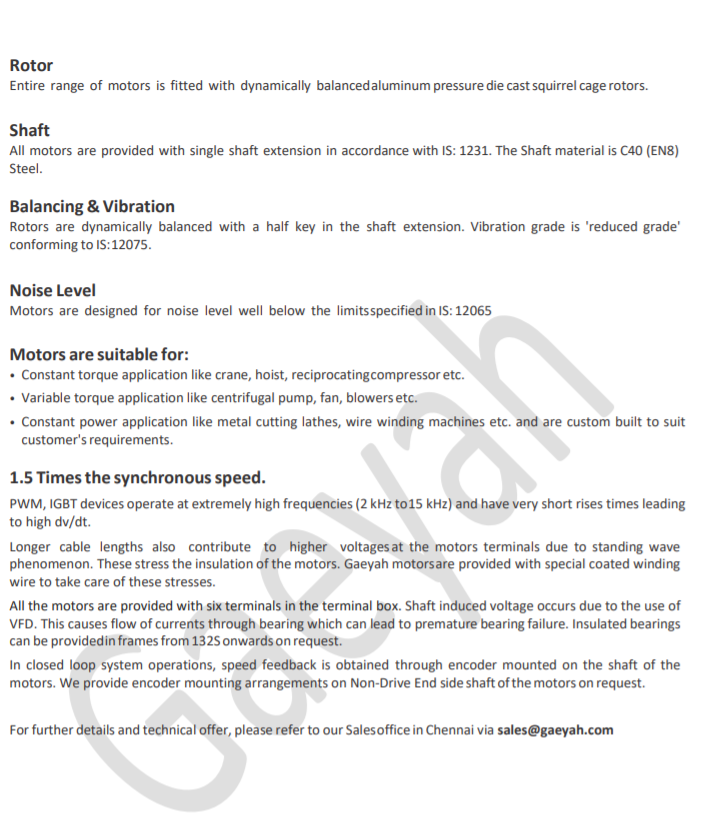 Rotor
Entire range of motors is fitted with dynamically balanced aluminum pressure die cast squirrel cage rotors.
Shaft
All motors are provided with single shaft extension in accordance with IS: 1231. The Shaft material is C40 (EN8)
Steel.
Balancing & Vibration
Rotors are dynamically balanced with a half key in the shaft extension. Vibration grade is 'reduced grade'
conforming to IS:12075.
Noise Level
Motors are designed for noise level well below the limits specified in IS: 12065
Motors are suitable for:
• Constant torque application like crane, hoist, reciprocating compressor etc.
• Variable torque application like centrifugal pump, fan, blowers etc.
• Constant power application like metal cutting lathes, wire winding machines etc. and are custom built to suit
customer's requirements.
1.5 Times the synchronous speed.
PWM, IGBT devices operate at extremely high frequencies (2 kHz to 15 kHz) and have very short rises times leading
to high dv/dt.
Longer cable lengths also contribute to higher voltages at the motors terminals due to standing wave
phenomenon. These stress the insulation of the motors. Gaeyah motors are provided with special coated winding
wire to take care of these stresses.
All the motors are provided with six terminals in the terminal box. Shaft induced voltage occurs due to the use of
VFD. This causes flow of currents through bearing which can lead to premature bearing failure. Insulated bearings
can be provided in frames from 132S onwards on request.
In closed loop system operations, speed feedback is obtained through encoder mounted on the shaft of the
motors. We provide encoder mounting arrangements on Non-Drive End side shaft of the motors on request.
For further details and technical offer, please refer to our Sales office in Chennai via sales@gaeyah.com
Gaeyah